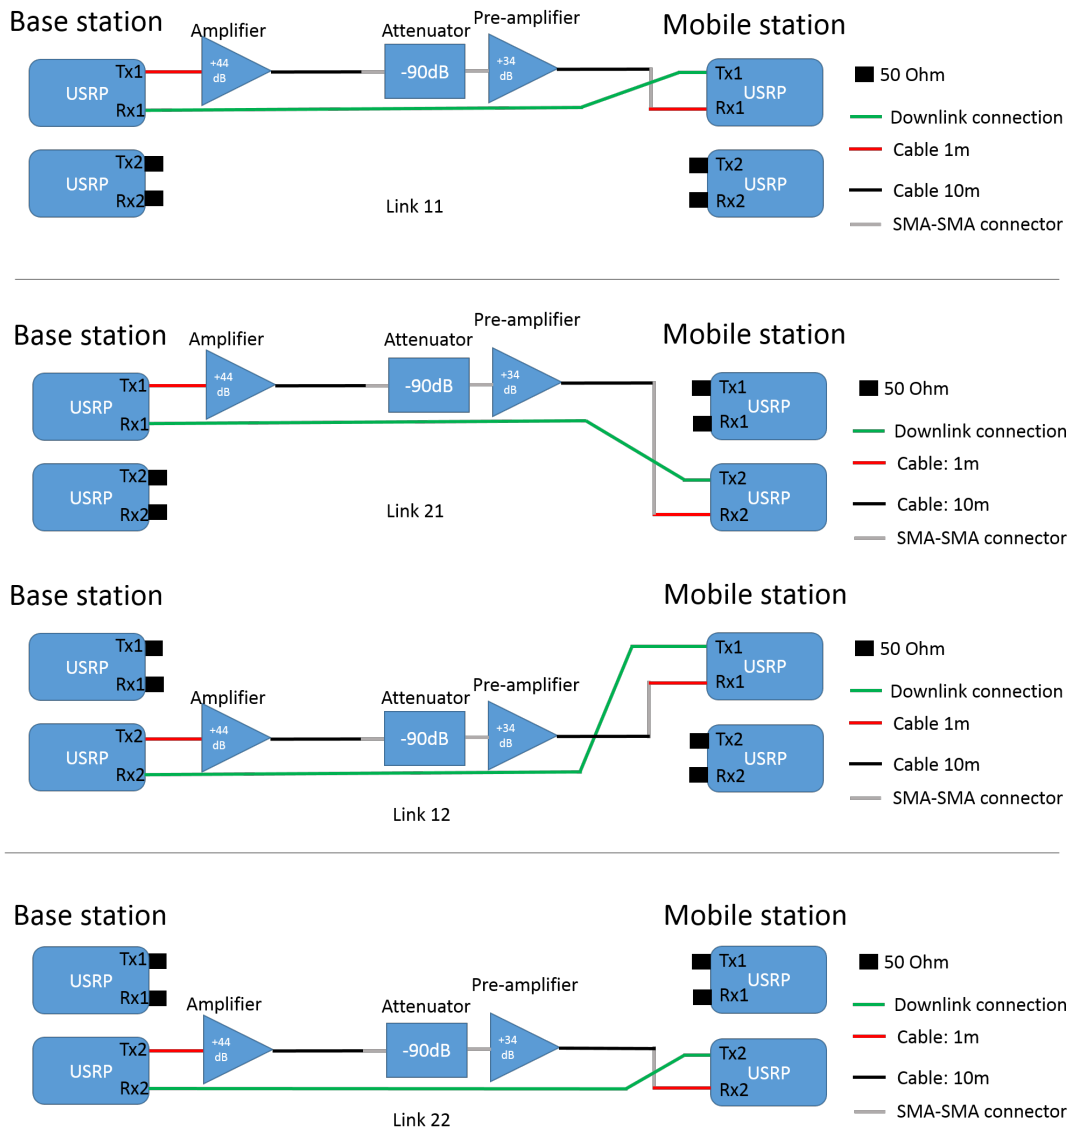 Base station
Amplifier
Attenuator
Pre-amplifier
Mobile station
Tx1
+44
dB
-90dB
+34
dB
Tx1
50 Ohm
USRP
USRP
Rx1
Rx1
Downlink connection
Cable 1m
Tx2
Tx2
USRP
USRP
Rx2
Rx2
Cable 10m
Link 11
SMA-SMA connector
Base station
Amplifier
Attenuator
Pre-amplifier
Mobile station
Tx1
+44
dB
-90dB
+34
dB
Tx1
50 Ohm
USRP
USRP
Rx1
Rx1
Downlink connection
Cable: 1m
Tx2
Tx2
USRP
USRP
Rx2
Rx2
Cable: 10m
Link 21
SMA-SMA connector
Base station
Mobile station
Tx1
Tx1
50 Ohm
USRP
USRP
Rx1
Rx1
Downlink connection
Amplifier
Attenuator
Pre-amplifier
Cable 1m
Tx2
+44
dB
-90dB
+34
dB
Tx2
USRP
USRP
Rx2
Rx2
Cable 10m
Link 12
SMA-SMA connector
Base station
Mobile station
Tx1
Tx1
50 Ohm
USRP
USRP
Rx1
Rx1
Downlink connection
Amplifier
Attenuator
Pre-amplifier
Cable: 1m
Tx2
+44
dB
-90dB
+34
dB
Tx2
USRP
USRP
Rx2
Rx2
Cable: 10m
Link 22
SMA-SMA connector